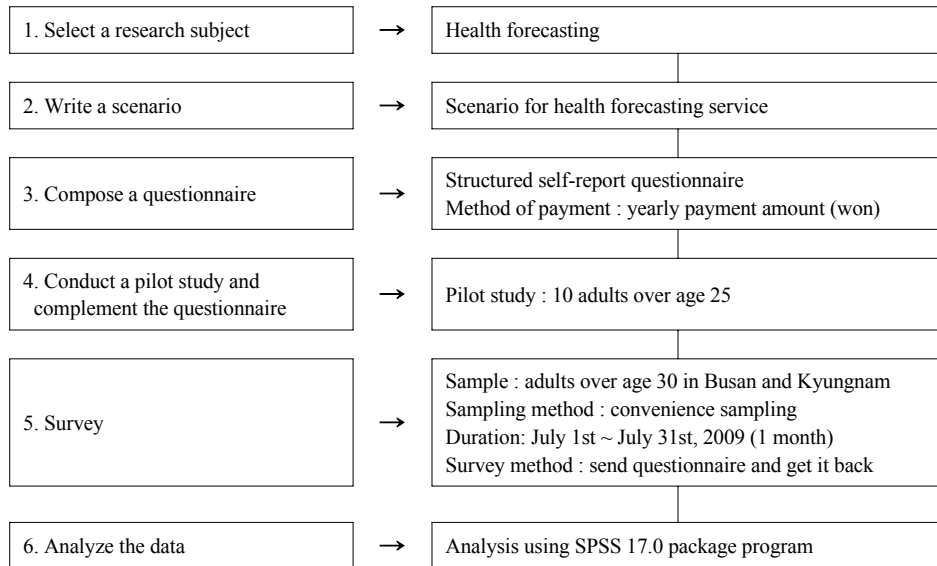 1. Select a research subject → Health forecasting
2. Write a scenario → Scenario for health forecasting service
3. Compose a questionnaire → Structured self-report questionnaire
Method of payment : yearly payment amount (won)
4. Conduct a pilot study and
complement the questionnaire → Pilot study : 10 adults over age 25
5. Survey → Sample : adults over age 30 in Busan and Kyungnam
Sampling method : convenience sampling
Duration: July 1st ~ July 31st, 2009 (1 month)
Survey method : send questionnaire and get it back
6. Analyze the data → Analysis using SPSS 17.0 package program